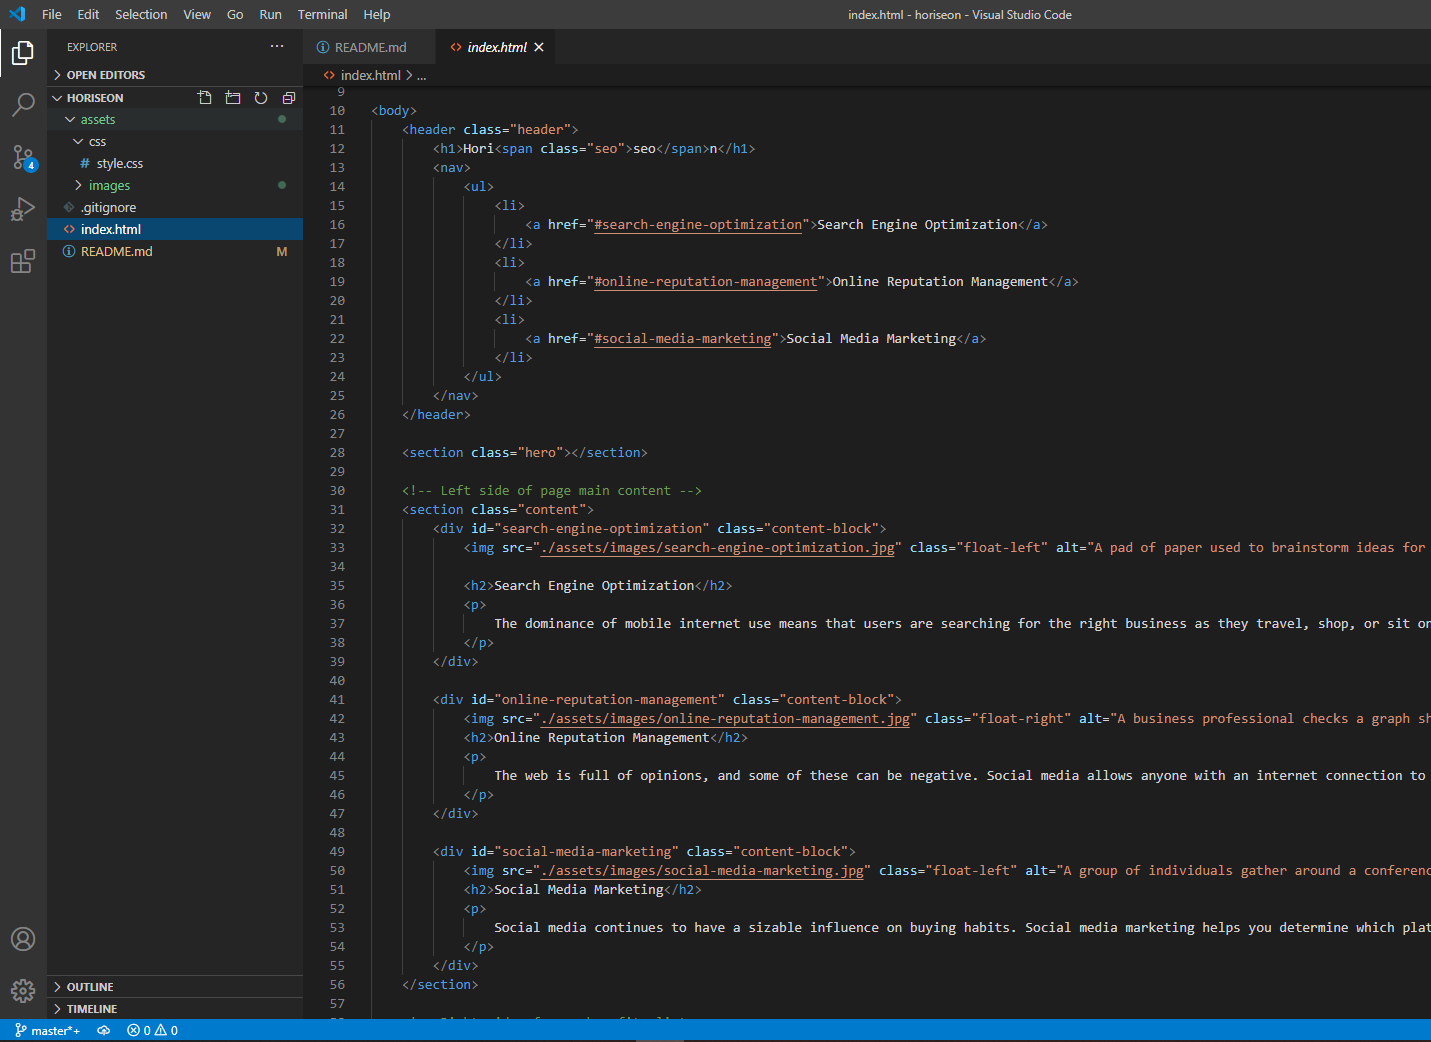 File Edit Selection View Go Run Terminal Help index.html - horiseon - Visual Studio Code
EXPLORER ...
OPEN EDITORS
HORISEON
assets
css
# style.css
images
.gitignore
index.html
README.md M
4
OUTLINE
TIMELINE
README.md index.html
index.html > ...
9
10 <body>
11 <header class="header">
12 <h1>Hori<span class="seo">seo</span>n</h1>
13 <nav>
14 <ul>
15 <li>
16 <a href="#search-engine-optimization">Search Engine Optimization</a>
17 </li>
18 <li>
19 <a href="#online-reputation-management">Online Reputation Management</a>
20 </li>
21 <li>
22 <a href="#social-media-marketing">Social Media Marketing</a>
23 </li>
24 </ul>
25 </nav>
26 </header>
27
28 <section class="hero"></section>
29
30 <!-- Left side of page main content -->
31 <section class="content">
32 <div id="search-engine-optimization" class="content-block">
33 <img src="./assets/images/search-engine-optimization.jpg" class="float-left" alt="A pad of paper used to brainstorm ideas for
34
35 <h2>Search Engine Optimization</h2>
36 <p>
37 The dominance of mobile internet use means that users are searching for the right business as they travel, shop, or sit on
38 </p>
39 </div>
40
41 <div id="online-reputation-management" class="content-block">
42 <img src="./assets/images/online-reputation-management.jpg" class="float-right" alt="A business professional checks a graph sh
43 <h2>Online Reputation Management</h2>
44 <p>
45 The web is full of opinions, and some of these can be negative. Social media allows anyone with an internet connection to
46 </p>
47 </div>
48
49 <div id="social-media-marketing" class="content-block">
50 <img src="./assets/images/social-media-marketing.jpg" class="float-left" alt="A group of individuals gather around a conferenc
51 <h2>Social Media Marketing</h2>
52 <p>
53 Social media continues to have a sizable influence on buying habits. Social media marketing helps you determine which plat
54 </p>
55 </div>
56 </section>
57
master*+ 0 0